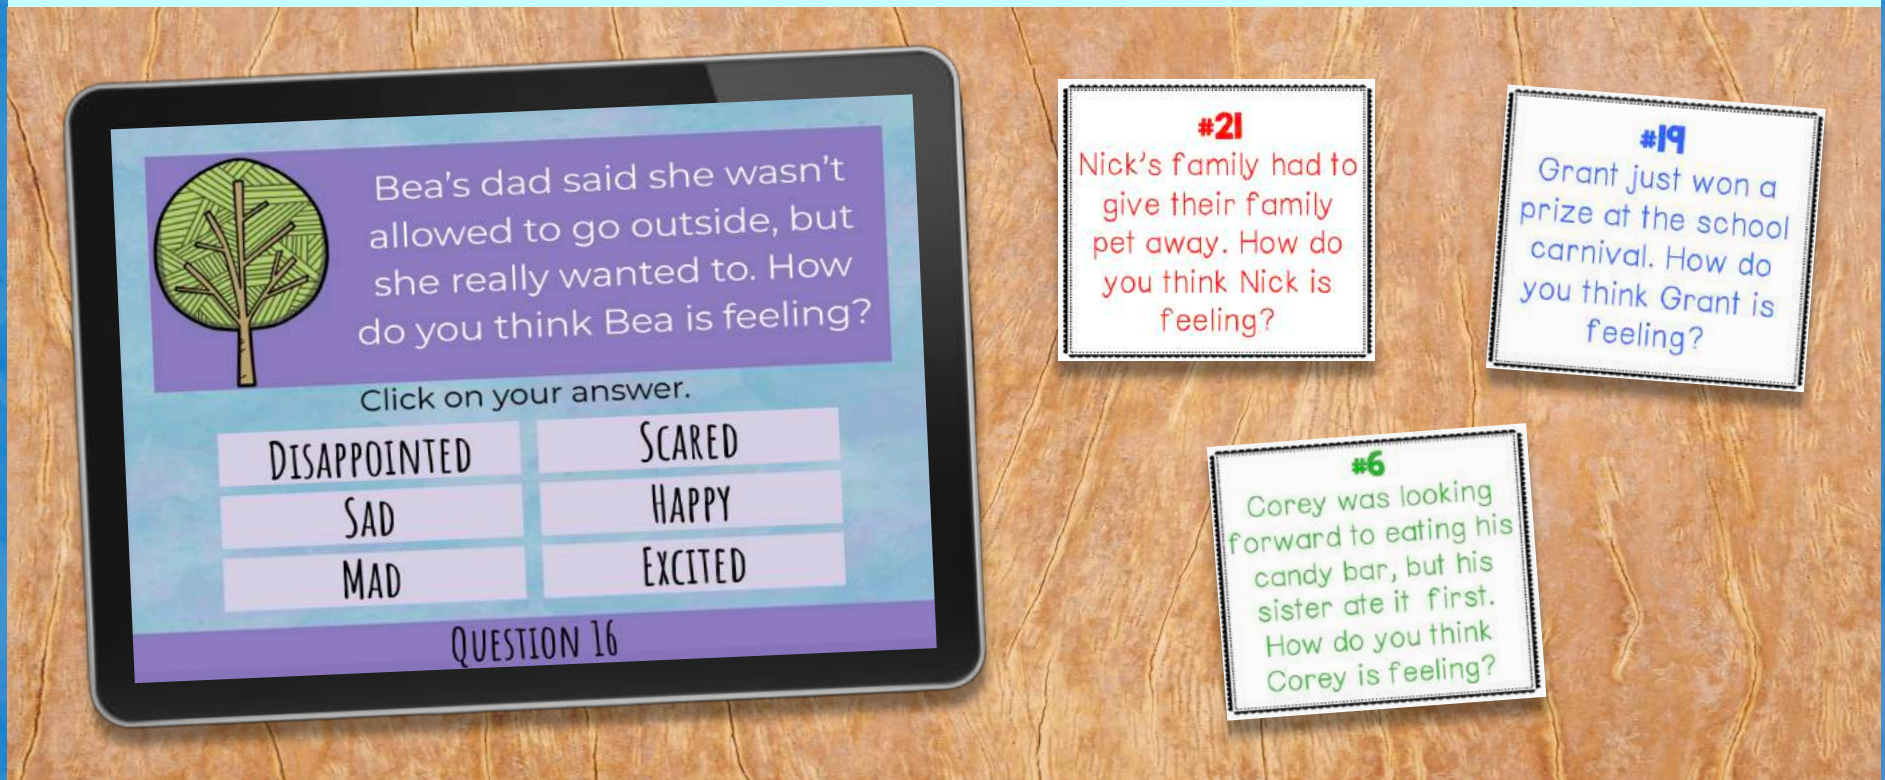 Bea's dad said she wasn't
allowed to go outside, but
she really wanted to. How
do you think Bea is feeling?
Click on your answer.
DISAPPOINTED
SCARED
SAD
HAPPY
MAD
EXCITED
QUESTION 16
#21
Nick's family had to
give their family
pet away. How do
you think Nick is
feeling?
#19
Grant just won a
prize at the school
carnival. How do
you think Grant is
feeling?
#6
Corey was looking
forward to eating his
candy bar, but his
sister ate it first.
How do you think
Corey is feeling?